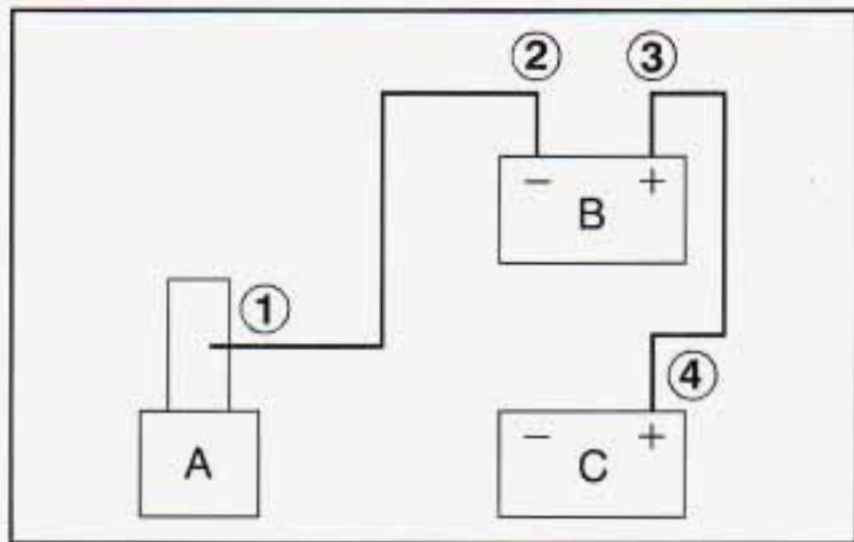 ② ③
− +
B
①
④
− +
A C